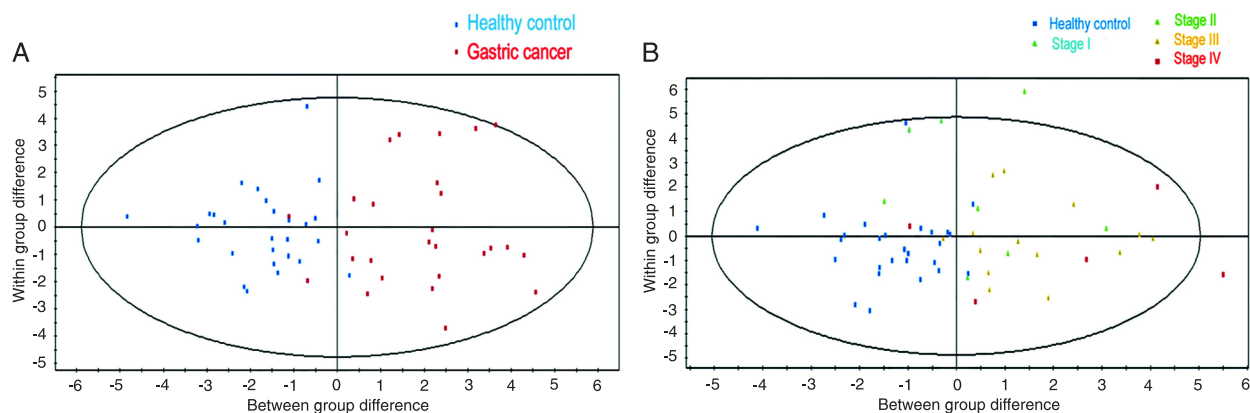 Healthy control
Gastric cancer
A
Within group difference
5
4
3
2
1
0
-1
-2
-3
-4
-5
-6 -5 -4 -3 -2 -1 0 1 2 3 4 5 6
Between group difference
Healthy control
Stage I
Stage II
Stage III
Stage IV
B
Within group difference
6
5
4
3
2
1
0
-1
-2
-3
-4
-5
-5 -4 -3 -2 -1 0 1 2 3 4 5 6
Between group difference